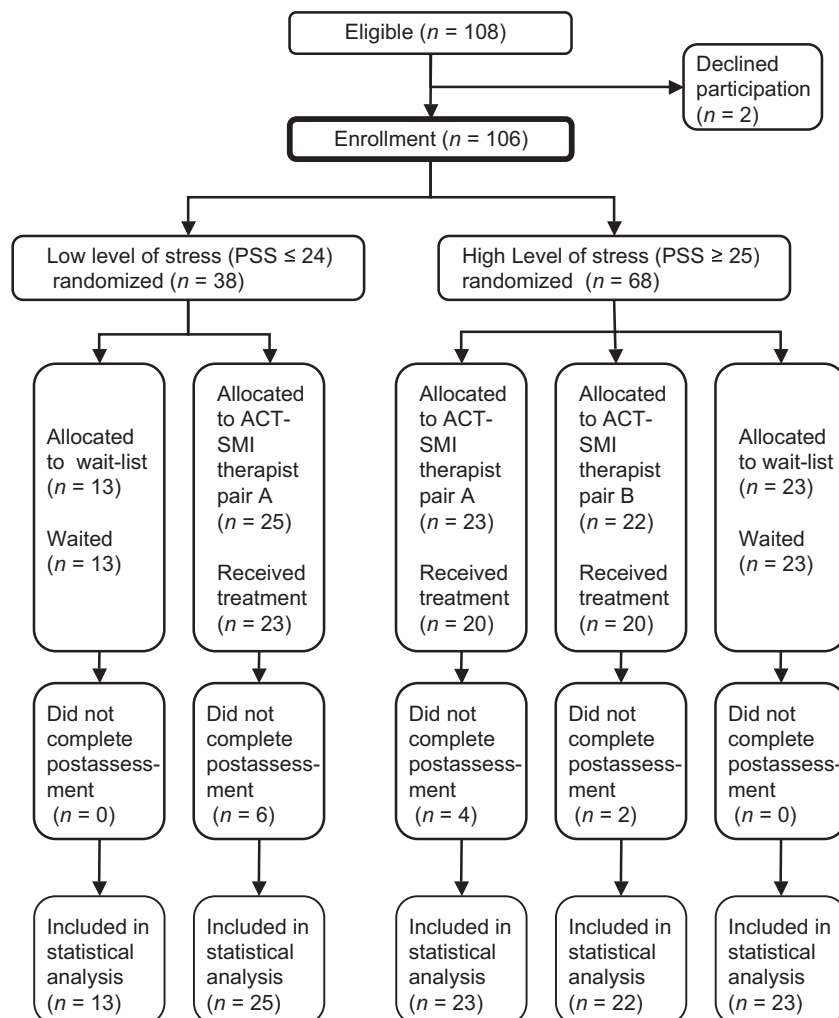 Eligible (n = 108)
Declined
participation
(n = 2)
Enrollment (n = 106)
Low level of stress (PSS ≤ 24)
randomized (n = 38)
High Level of stress (PSS ≥ 25)
randomized (n = 68)
Allocated
to wait-list
(n = 13)
Waited
(n = 13)
Allocated
to ACT-
SMI
therapist
pair A
(n = 25)
Received
treatment
(n = 23)
Allocated
to ACT-
SMI
therapist
pair A
(n = 23)
Received
treatment
(n = 20)
Allocated
to ACT-
SMI
therapist
pair B
(n = 22)
Received
treatment
(n = 20)
Allocated
to wait-list
(n = 23)
Waited
(n = 23)
Did not
complete
postassess-
ment
(n = 0)
Did not
complete
postassess-
ment
(n = 6)
Did not
complete
postassess-
ment
(n = 4)
Did not
complete
postassess-
ment
(n = 2)
Did not
complete
postassess-
ment
(n = 0)
Included in
statistical
analysis
(n = 13)
Included in
statistical
analysis
(n = 25)
Included in
statistical
analysis
(n = 23)
Included in
statistical
analysis
(n = 22)
Included in
statistical
analysis
(n = 23)